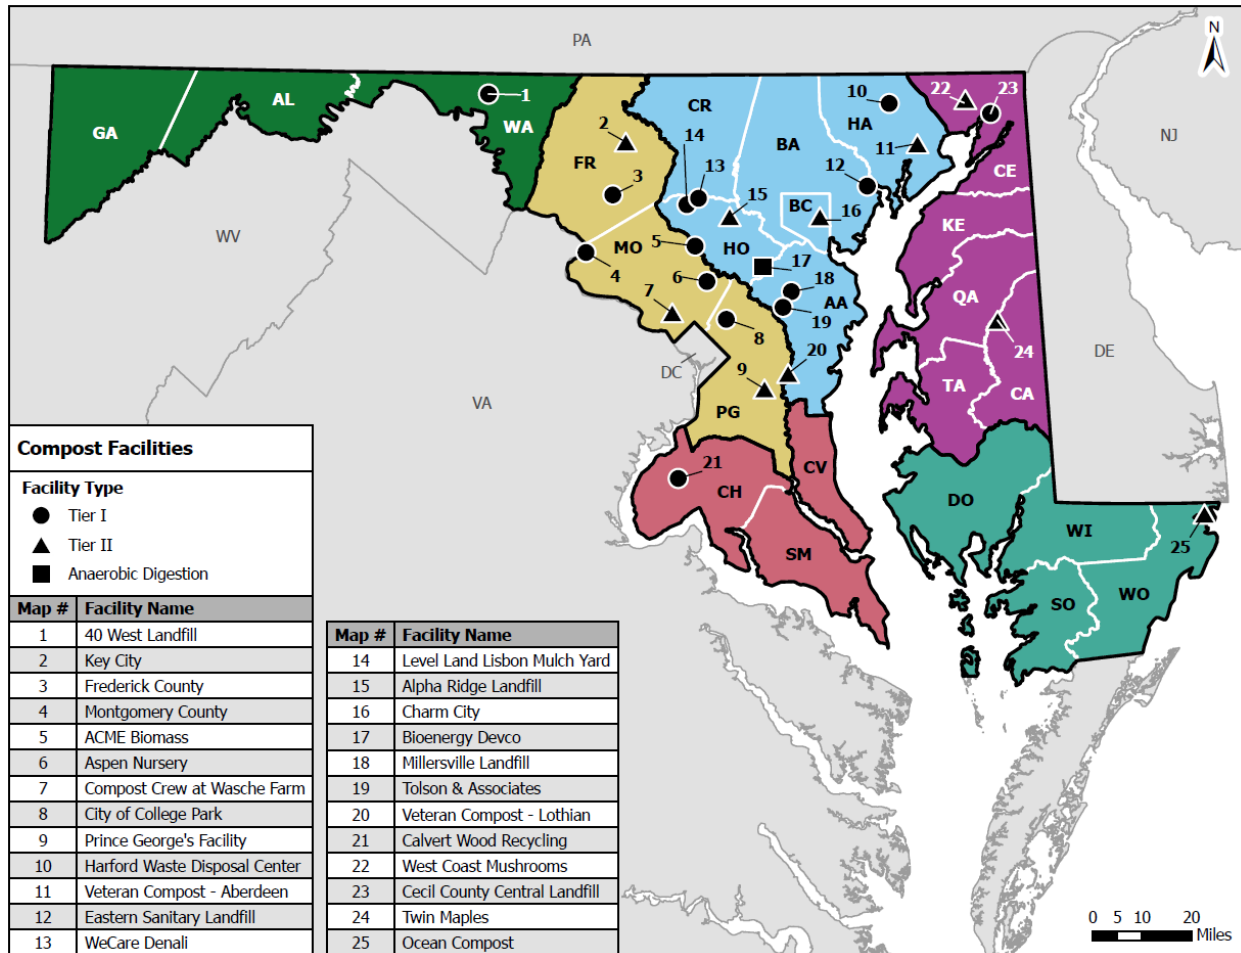 PA
N
NJ
DE
WV
VA
DC
GA
AL
WA
1
FR
2
3
MO
4
5
6
7
8
9
PG
CR
14
13
BA
10
HA
11
12
15
BC
16
HO
17
18
AA
19
20
22
23
CE
KE
QA
24
TA
CA
21
CH
CV
SM
DO
WI
25
SO
WO
Compost Facilities
Facility Type
Tier I
Tier II
Anaerobic Digestion
Map # Facility Name
1 40 West Landfill
2 Key City
3 Frederick County
4 Montgomery County
5 ACME Biomass
6 Aspen Nursery
7 Compost Crew at Wasche Farm
8 City of College Park
9 Prince George's Facility
10 Harford Waste Disposal Center
11 Veteran Compost - Aberdeen
12 Eastern Sanitary Landfill
13 WeCare Denali
Map # Facility Name
14 Level Land Lisbon Mulch Yard
15 Alpha Ridge Landfill
16 Charm City
17 Bioenergy Devco
18 Millersville Landfill
19 Tolson & Associates
20 Veteran Compost - Lothian
21 Calvert Wood Recycling
22 West Coast Mushrooms
23 Cecil County Central Landfill
24 Twin Maples
25 Ocean Compost
0 5 10 20
Miles